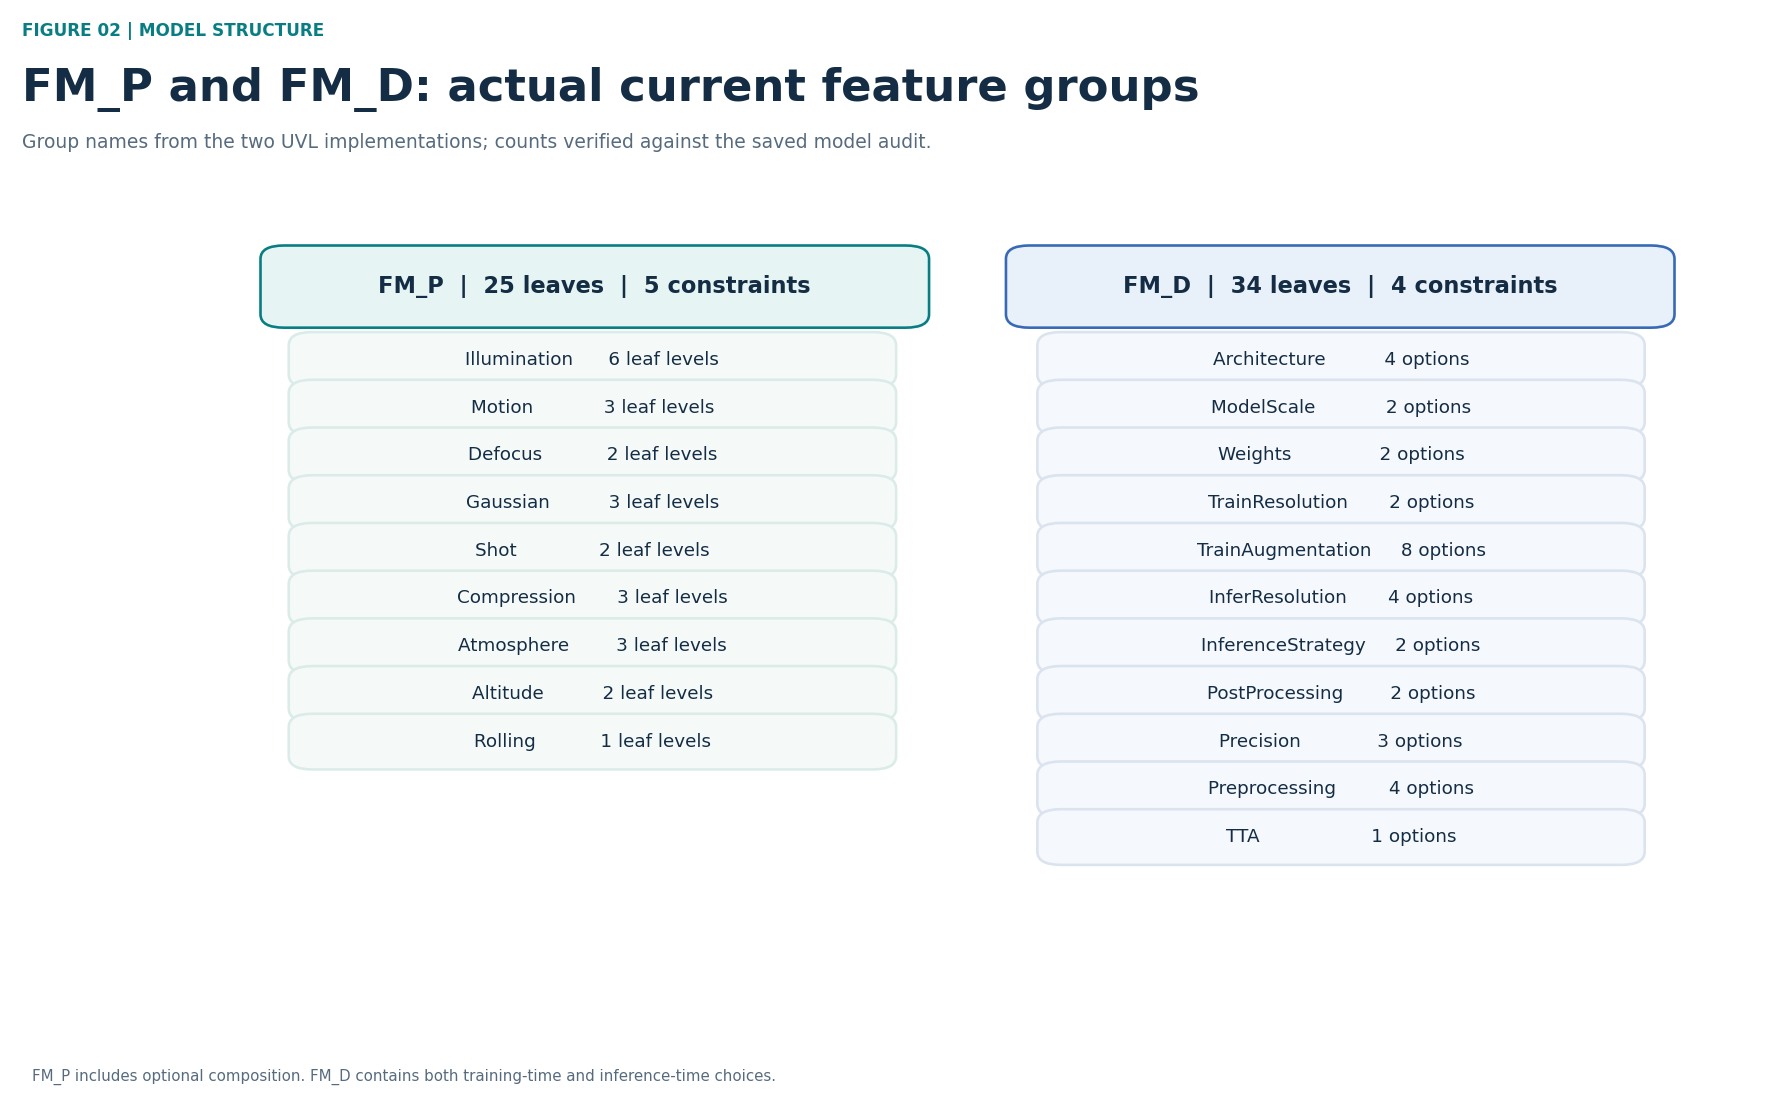 FIGURE 02 | MODEL STRUCTURE
FM_P and FM_D: actual current feature groups
Group names from the two UVL implementations; counts verified against the saved model audit.
FM_P | 25 leaves | 5 constraints
Illumination 6 leaf levels
Motion 3 leaf levels
Defocus 2 leaf levels
Gaussian 3 leaf levels
Shot 2 leaf levels
Compression 3 leaf levels
Atmosphere 3 leaf levels
Altitude 2 leaf levels
Rolling 1 leaf levels
FM_D | 34 leaves | 4 constraints
Architecture 4 options
ModelScale 2 options
Weights 2 options
TrainResolution 2 options
TrainAugmentation 8 options
InferResolution 4 options
InferenceStrategy 2 options
PostProcessing 2 options
Precision 3 options
Preprocessing 4 options
TTA 1 options
FM_P includes optional composition. FM_D contains both training-time and inference-time choices.